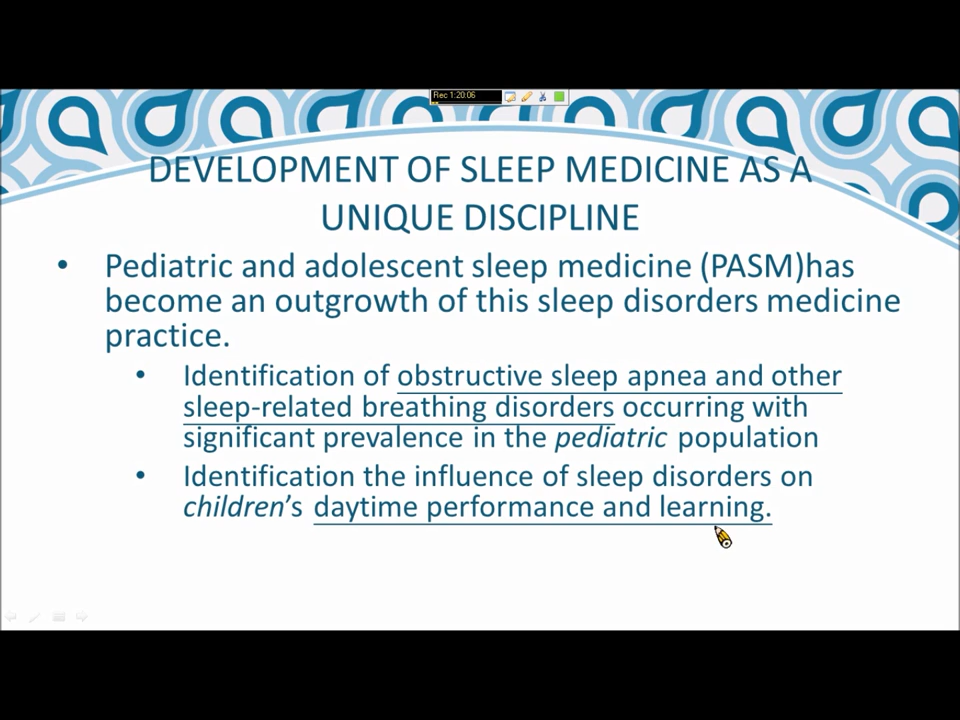 Rec 1:20:06
DEVELOPMENT OF SLEEP MEDICINE AS A
UNIQUE DISCIPLINE
• Pediatric and adolescent sleep medicine (PASM)has
become an outgrowth of this sleep disorders medicine
practice.
• Identification of obstructive sleep apnea and other
sleep-related breathing disorders occurring with
significant prevalence in the pediatric population
• Identification the influence of sleep disorders on
children's daytime performance and learning.